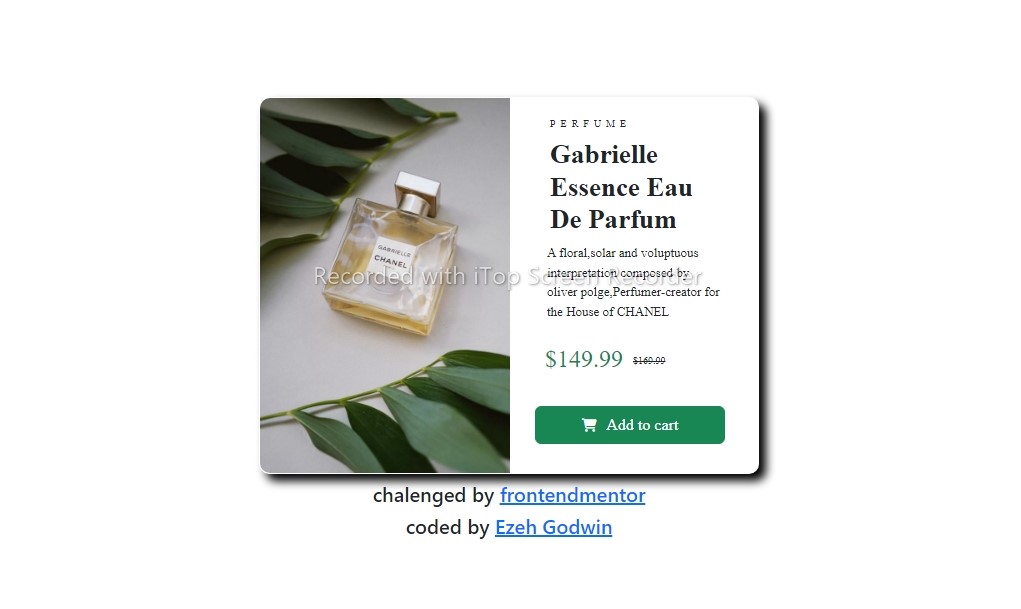 PERFUME
Gabrielle
Essence Eau
De Parfum
A floral,solar and voluptuous
interpretation composed by
oliver polge,Perfumer-creator for
the House of CHANEL
$149.99 $169.99
Add to cart
GABRIELLE
CHANEL
Recorded with iTop Screen Recorder
chalenged by frontendmentor
coded by Ezeh Godwin